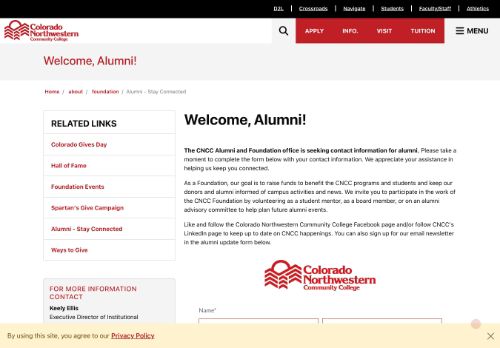 D2L Crossroads Navigate Students Faculty/Staff Athletics
Colorado
Northwestern
Community College
APPLY INFO. VISIT TUITION MENU
Welcome, Alumni!
Home / about / foundation / Alumni - Stay Connected
RELATED LINKS
Colorado Gives Day
Hall of Fame
Foundation Events
Spartan's Give Campaign
Alumni - Stay Connected
Ways to Give
FOR MORE INFORMATION
CONTACT
Keely Ellis
Executive Director of Institutional
Welcome, Alumni!
The CNCC Alumni and Foundation office is seeking contact information for alumni. Please take a
moment to complete the form below with your contact information. We appreciate your assistance in
helping us keep you connected.
As a Foundation, our goal is to raise funds to benefit the CNCC programs and students and keep our
donors and alumni informed of campus activities and news. We invite you to participate in the work of
the CNCC Foundation by volunteering as a student mentor, as a board member, or on an alumni
advisory committee to help plan future alumni events.
Like and follow the Colorado Northwestern Community College Facebook page and/or follow CNCC's
LinkedIn page to keep up to date on CNCC happenings. You can also sign up for our email newsletter
in the alumni update form below.
Colorado
Northwestern
Community College
Name*
By using this site, you agree to our Privacy Policy